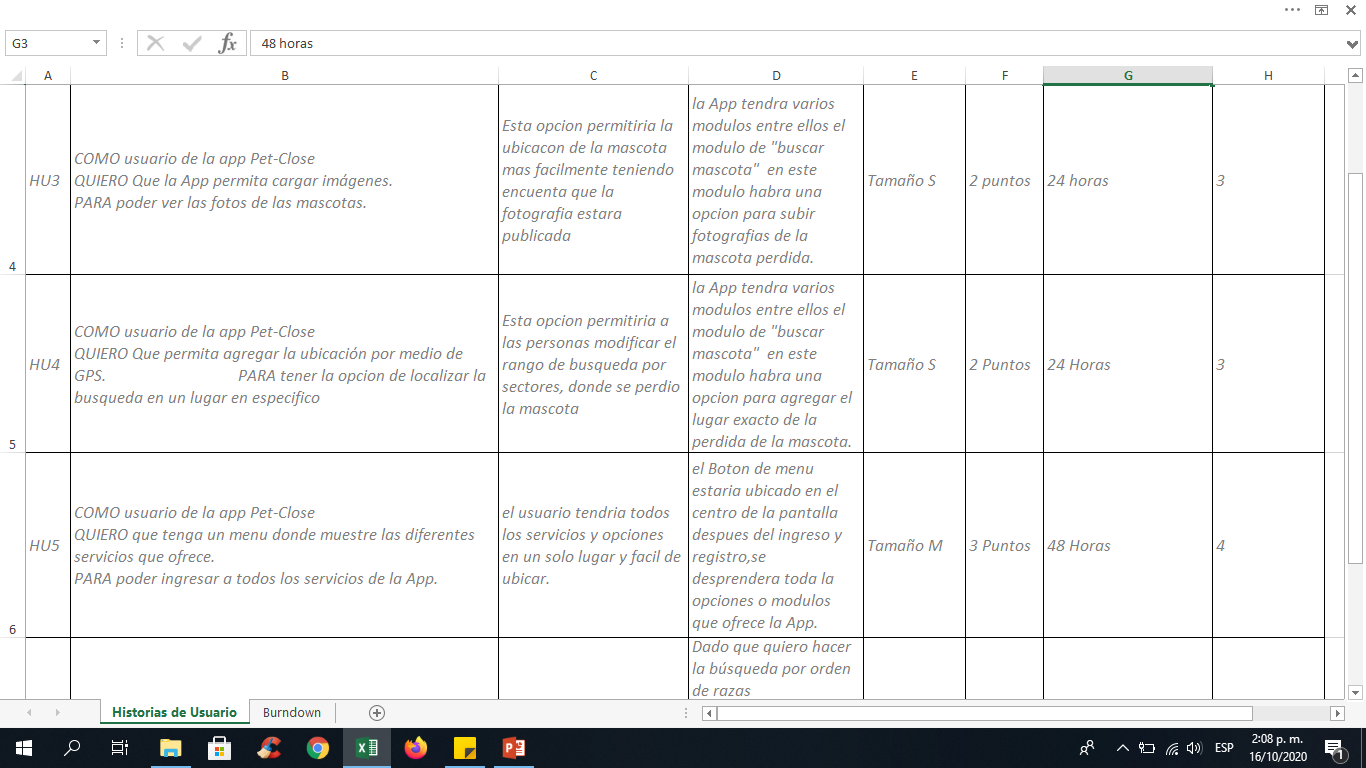 G3
fx
48 horas
A
B
C
D
E
F
G
H
HU3
COMO usuario de la app Pet-Close
QUIERO Que la App permita cargar imágenes.
PARA poder ver las fotos de las mascotas.
Esta opcion permitiria la
ubicacon de la mascota
mas facilmente teniendo
encuenta que la
fotografia estara
publicada
la App tendra varios
modulos entre ellos el
modulo de "buscar
mascota"  en este
modulo habra una
opcion para subir
fotografias de la
mascota perdida.
Tamaño S
2 puntos
24 horas
3
4
HU4
COMO usuario de la app Pet-Close
QUIERO Que permita agregar la ubicación por medio de
GPS. PARA tener la opcion de localizar la
busqueda en un lugar en especifico
Esta opcion permitiria a
las personas modificar el
rango de busqueda por
sectores, donde se perdio
la mascota
la App tendra varios
modulos entre ellos el
modulo de "buscar
mascota"  en este
modulo habra una
opcion para agregar el
lugar exacto de la
perdida de la mascota.
Tamaño S
2 Puntos
24 Horas
3
5
HU5
COMO usuario de la app Pet-Close
QUIERO que tenga un menu donde muestre las diferentes
servicios que ofrece.
PARA poder ingresar a todos los servicios de la App.
el usuario tendria todos
los servicios y opciones
en un solo lugar y facil de
ubicar.
el Boton de menu
estaria ubicado en el
centro de la pantalla
despues del ingreso y
registro,se
desprendera toda la
opciones o modulos
que ofrece la App.
Tamaño M
3 Puntos
48 Horas
4
6
Dado que quiero hacer
la búsqueda por orden
de razas
Historias de Usuario
Burndown
ESP
2:08 p. m.
16/10/2020
1